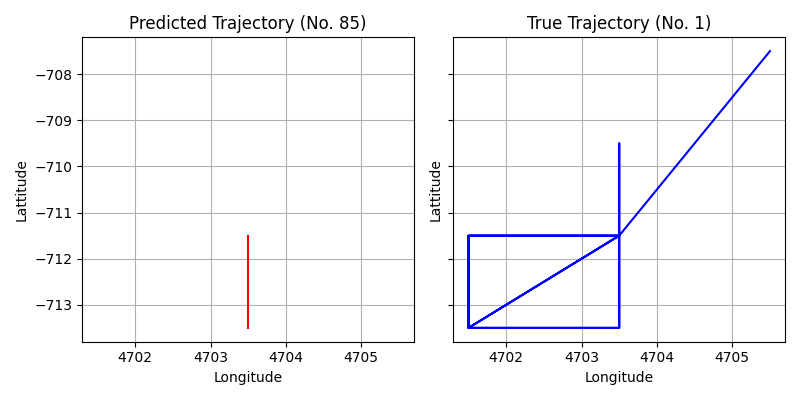 Predicted Trajectory (No. 85)
True Trajectory (No. 1)
−708
−709
−710
−711
−712
−713
Lattitude
Lattitude
4702 4703 4704 4705
4702 4703 4704 4705
Longitude
Longitude